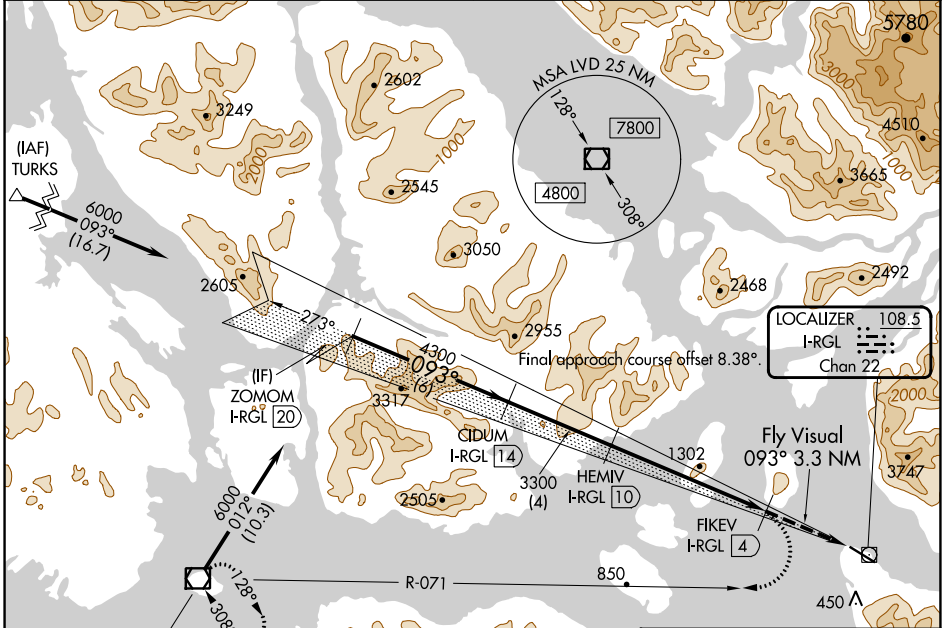 5780
2602
MSA LVD 25 NM
3249
3000
128°
7800
4510
1000
(IAF)
TURKS
2000
1000
3665
2545
4800
6000
093°
(16.7)
308°
3050
2605
2468
2492
273°
LOCALIZER 108.5
I-RGL
Chan 22
2955
4300
093°
(6)
Final approach course offset 8.38°.
(IF)
ZOMOM
I-RGL 20
3317
2000
CIDUM
I-RGL 14
Fly Visual
093° 3.3 NM
1302
3747
HEMIV
I-RGL 10
3300
(4)
2505
6000
012°
(10.3)
FIKEV
I-RGL 4
128°
R-071
850
308°
450